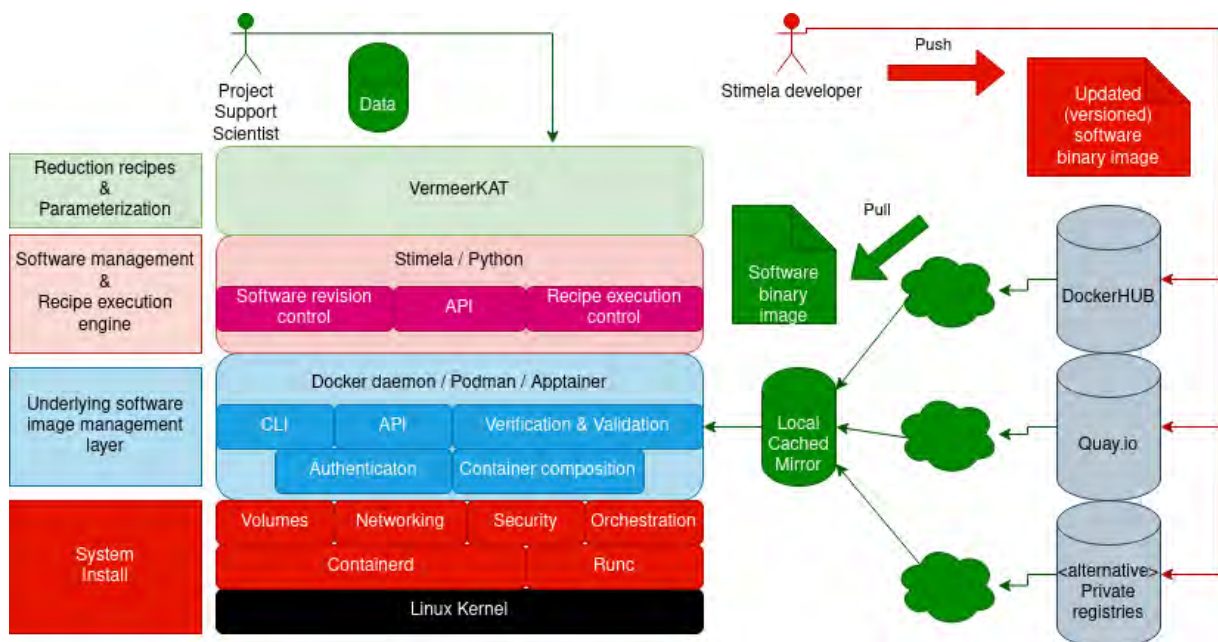 Project
Support
Scientist
Data
Stimela developer
Push
Updated
(versioned)
software
binary image
Reduction recipes
&
Parameterization
VermeerKAT
Software management
&
Recipe execution
engine
Stimela / Python
Software revision
control
API
Recipe execution
control
Pull
Software
binary
image
DockerHUB
Underlying software
image management
layer
Docker daemon / Podman / Apptainer
CLI
API
Verification & Validation
Authenticaton
Container composition
Local
Cached
Mirror
Quay.io
System
Install
Volumes
Networking
Security
Orchestration
Containerd
Runc
Linux Kernel
<alternative>
Private
registries